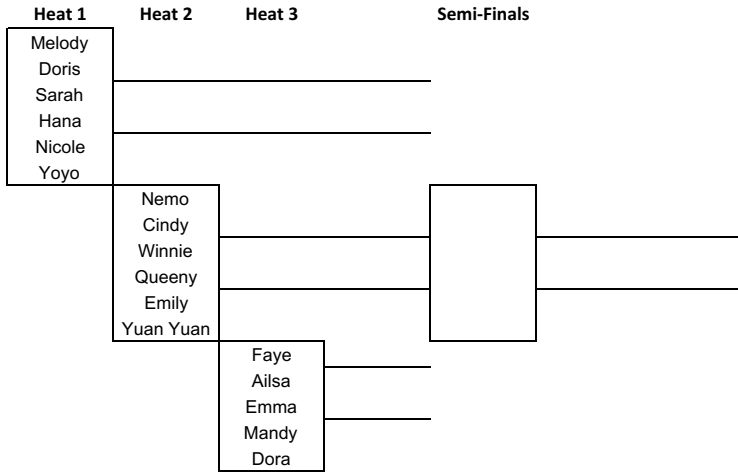 Heat 1 Heat 2 Heat 3 Semi-Finals
Melody
Doris
Sarah
Hana
Nicole
Yoyo
Nemo
Cindy
Winnie
Queeny
Emily
Yuan Yuan
Faye
Ailsa
Emma
Mandy
Dora